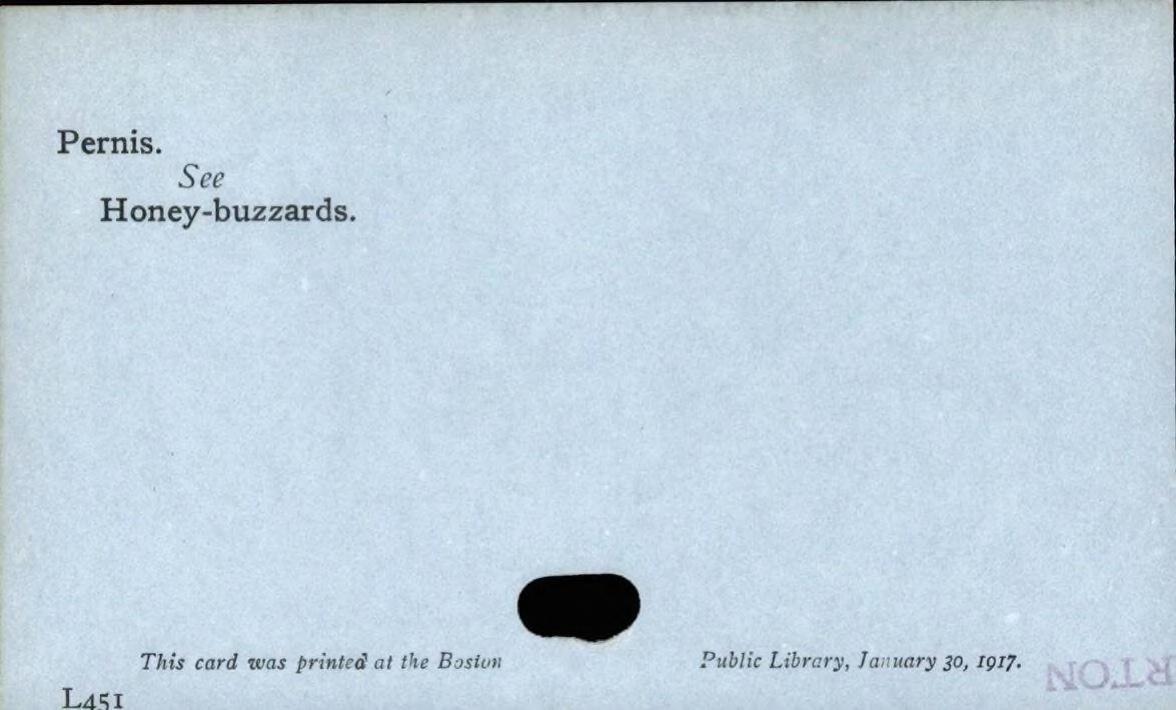 Pernis.
See
Honey-buzzards.
This card was printed at the Boston Public Library, January 30, 1917.
L451